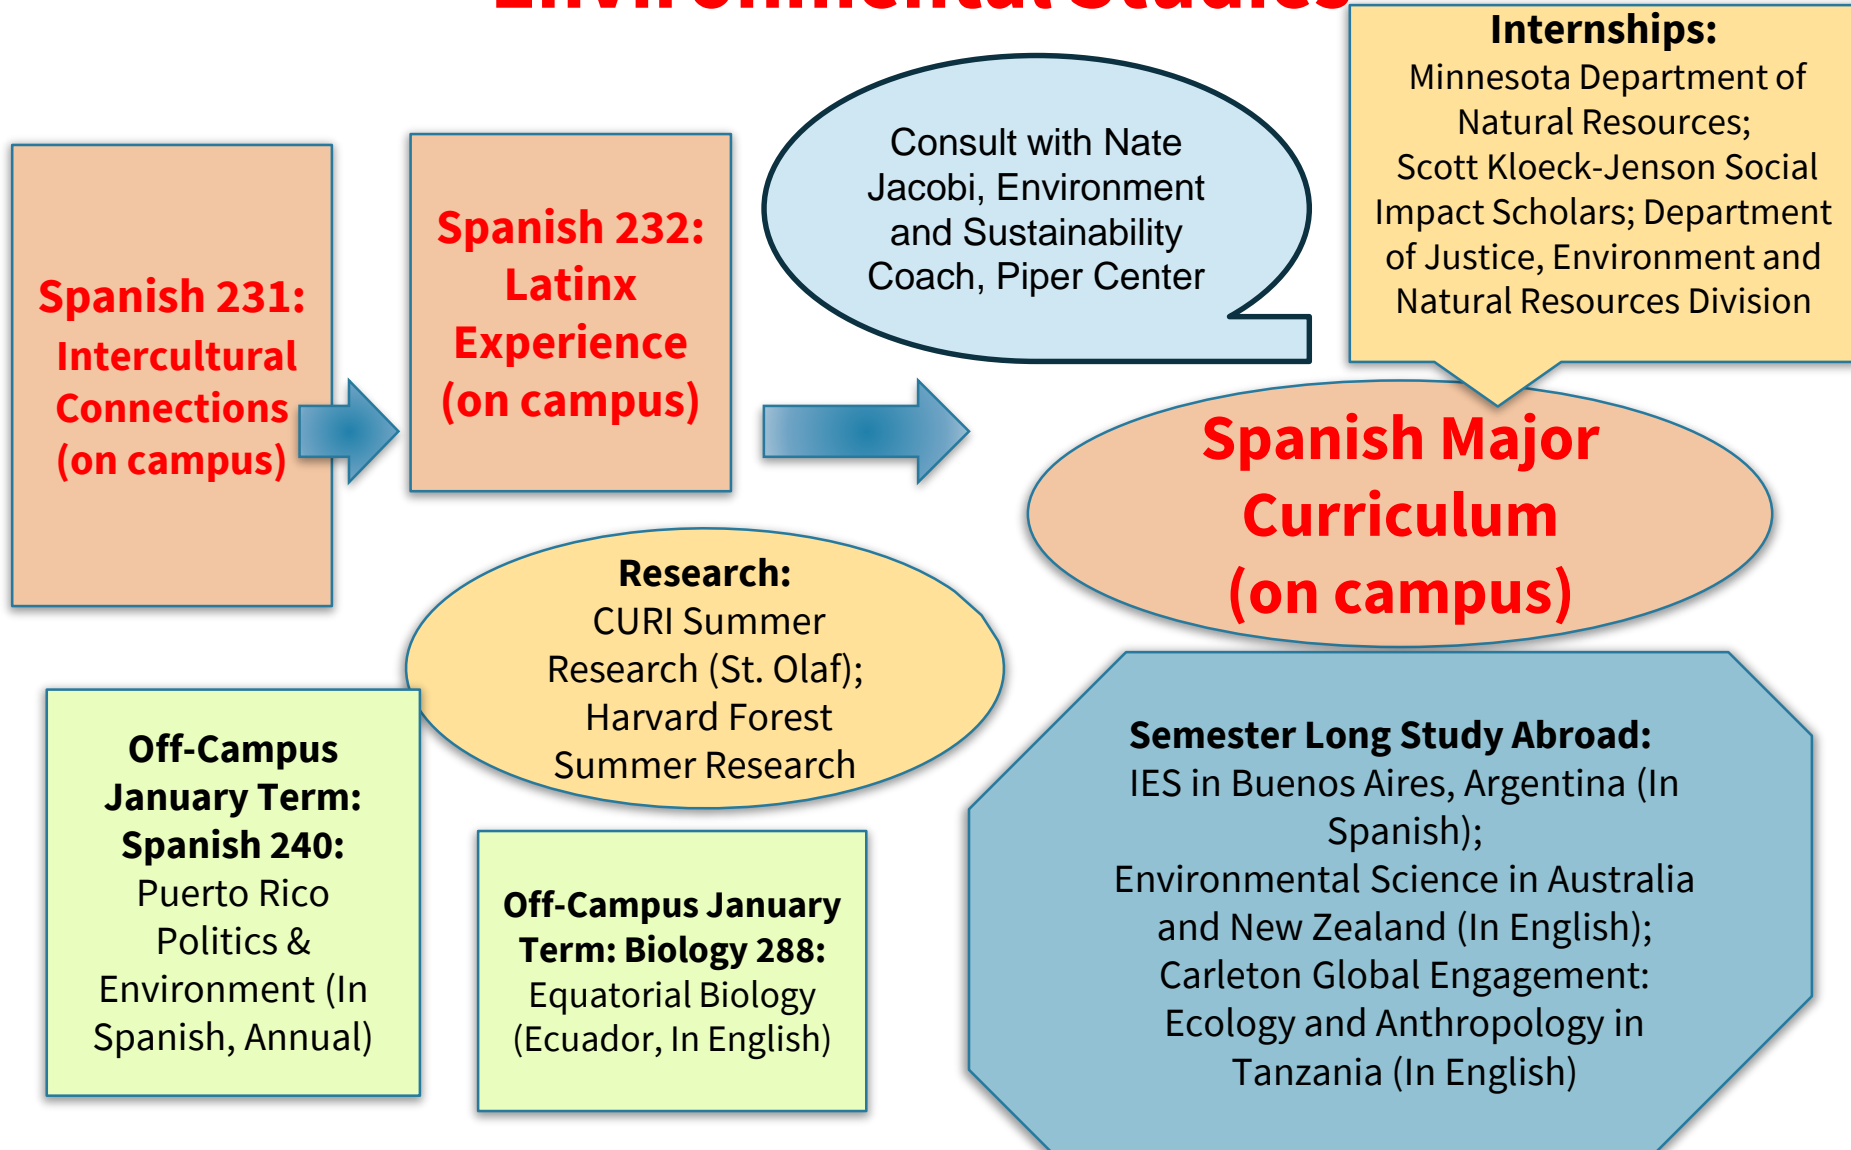 Environmental Studies
Spanish 231:
Intercultural
Connections
(on campus)
Spanish 232:
Latinx
Experience
(on campus)
Consult with Nate
Jacobi, Environment
and Sustainability
Coach, Piper Center
Internships:
Minnesota Department of
Natural Resources;
Scott Kloeck-Jenson Social
Impact Scholars; Department
of Justice, Environment and
Natural Resources Division
Spanish Major
Curriculum
(on campus)
Research:
CURI Summer
Research (St. Olaf);
Harvard Forest
Summer Research
Off-Campus
January Term:
Spanish 240:
Puerto Rico
Politics &
Environment (In
Spanish, Annual)
Off-Campus January
Term: Biology 288:
Equatorial Biology
(Ecuador, In English)
Semester Long Study Abroad:
IES in Buenos Aires, Argentina (In
Spanish);
Environmental Science in Australia
and New Zealand (In English);
Carleton Global Engagement:
Ecology and Anthropology in
Tanzania (In English)